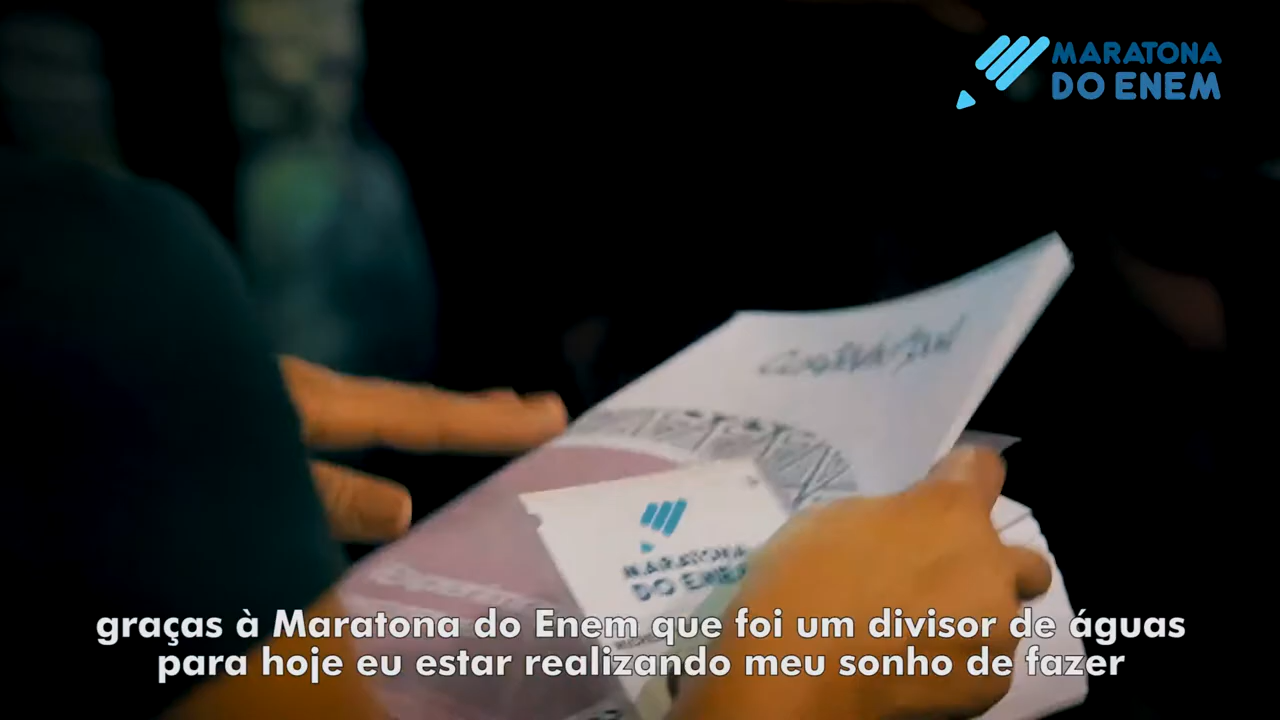 MARATONA
DO ENEM
MARATONA
DO ENEM
graças à Maratona do Enem que foi um divisor de águas
para hoje eu estar realizando meu sonho de fazer